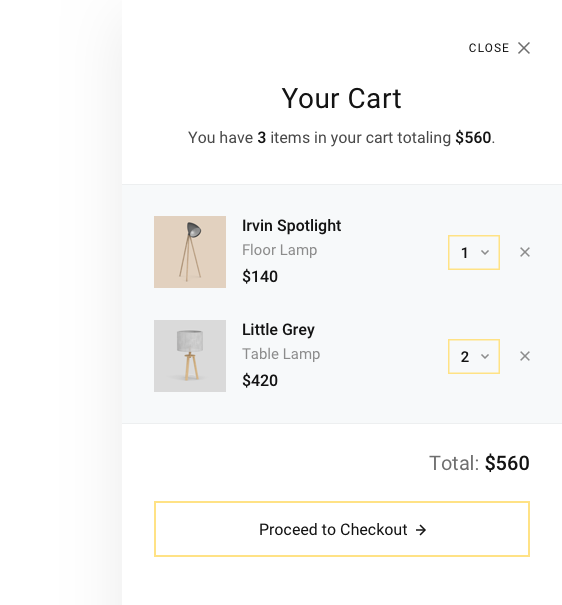 CLOSE
Your Cart
You have 3 items in your cart totaling $560.
Irvin Spotlight
Floor Lamp
$140
1
Little Grey
Table Lamp
$420
2
Total: $560
Proceed to Checkout →